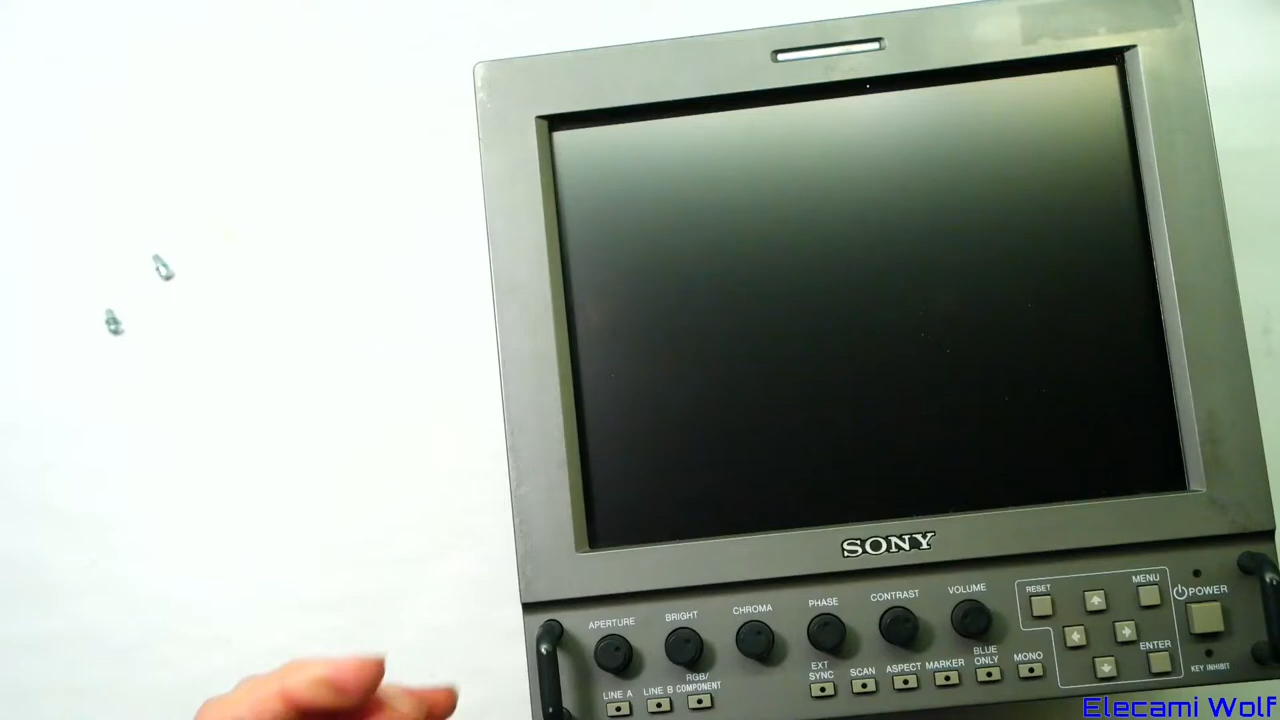 SONY
APERTURE
BRIGHT
CHROMA
PHASE
CONTRAST
VOLUME
RESET
MENU
POWER
LINE A
LINE B
RGB/
COMPONENT
EXT
SYNC
SCAN
ASPECT
MARKER
BLUE
ONLY
MONO
ENTER
KEY INHIBIT
Elecami Wolf